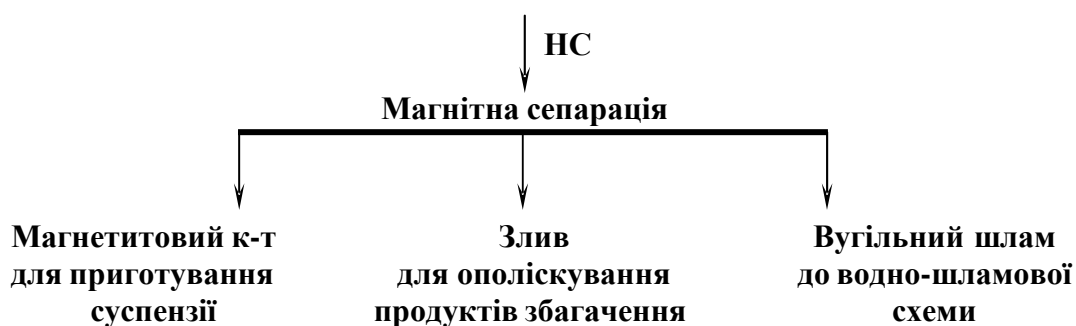 НС
Магнітна сепарація
Магнетитовий к-т
для приготування
суспензії
Злив
для ополіскування
продуктів збагачення
Вугільний шлам
до водно-шламової
схеми